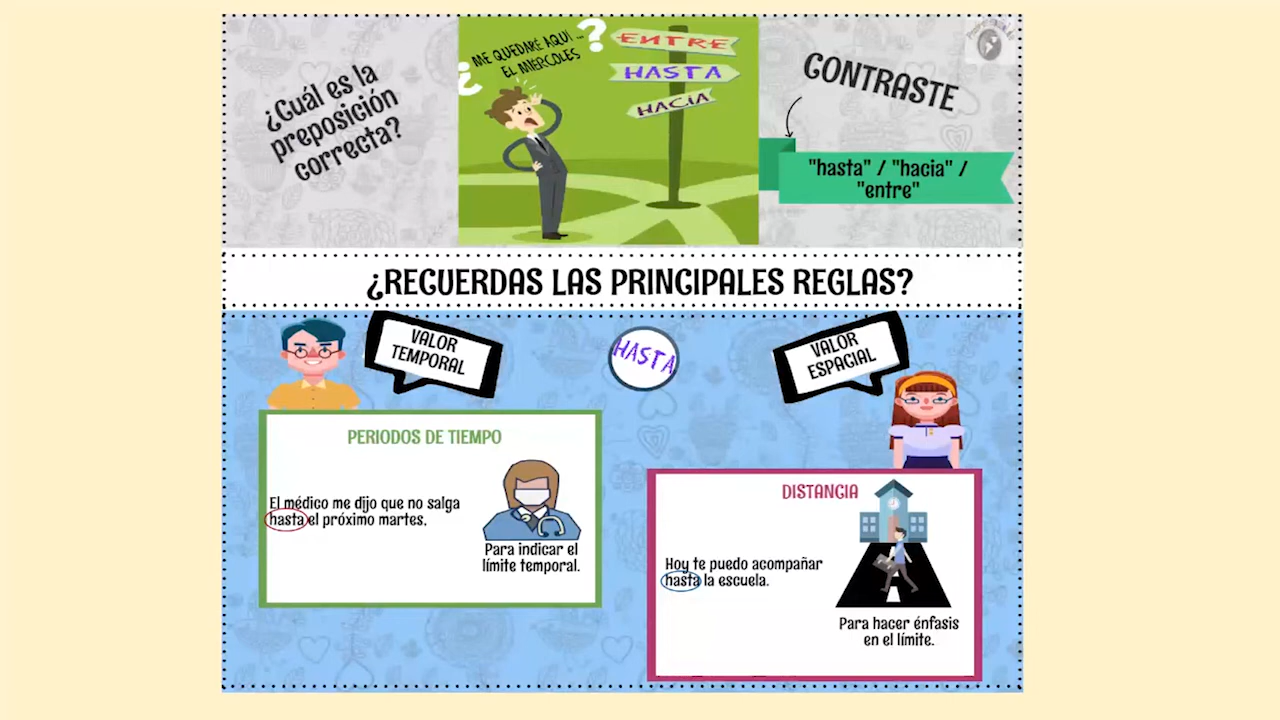 ¿Cuál es la
preposición
correcta?
¿
ME QUEDARÉ AQUÍ ...
EL MIÉRCOLES
?
ENTRE
HASTA
HACIA
CONTRASTE
"hasta" / "hacia" /
"entre"
¿RECUERDAS LAS PRINCIPALES REGLAS?
VALOR
TEMPORAL
HASTA
VALOR
ESPACIAL
PERIODOS DE TIEMPO
El médico me dijo que no salga
hasta el próximo martes.
Para indicar el
límite temporal.
DISTANCIA
Hoy te puedo acompañar
hasta la escuela.
Para hacer énfasis
en el límite.